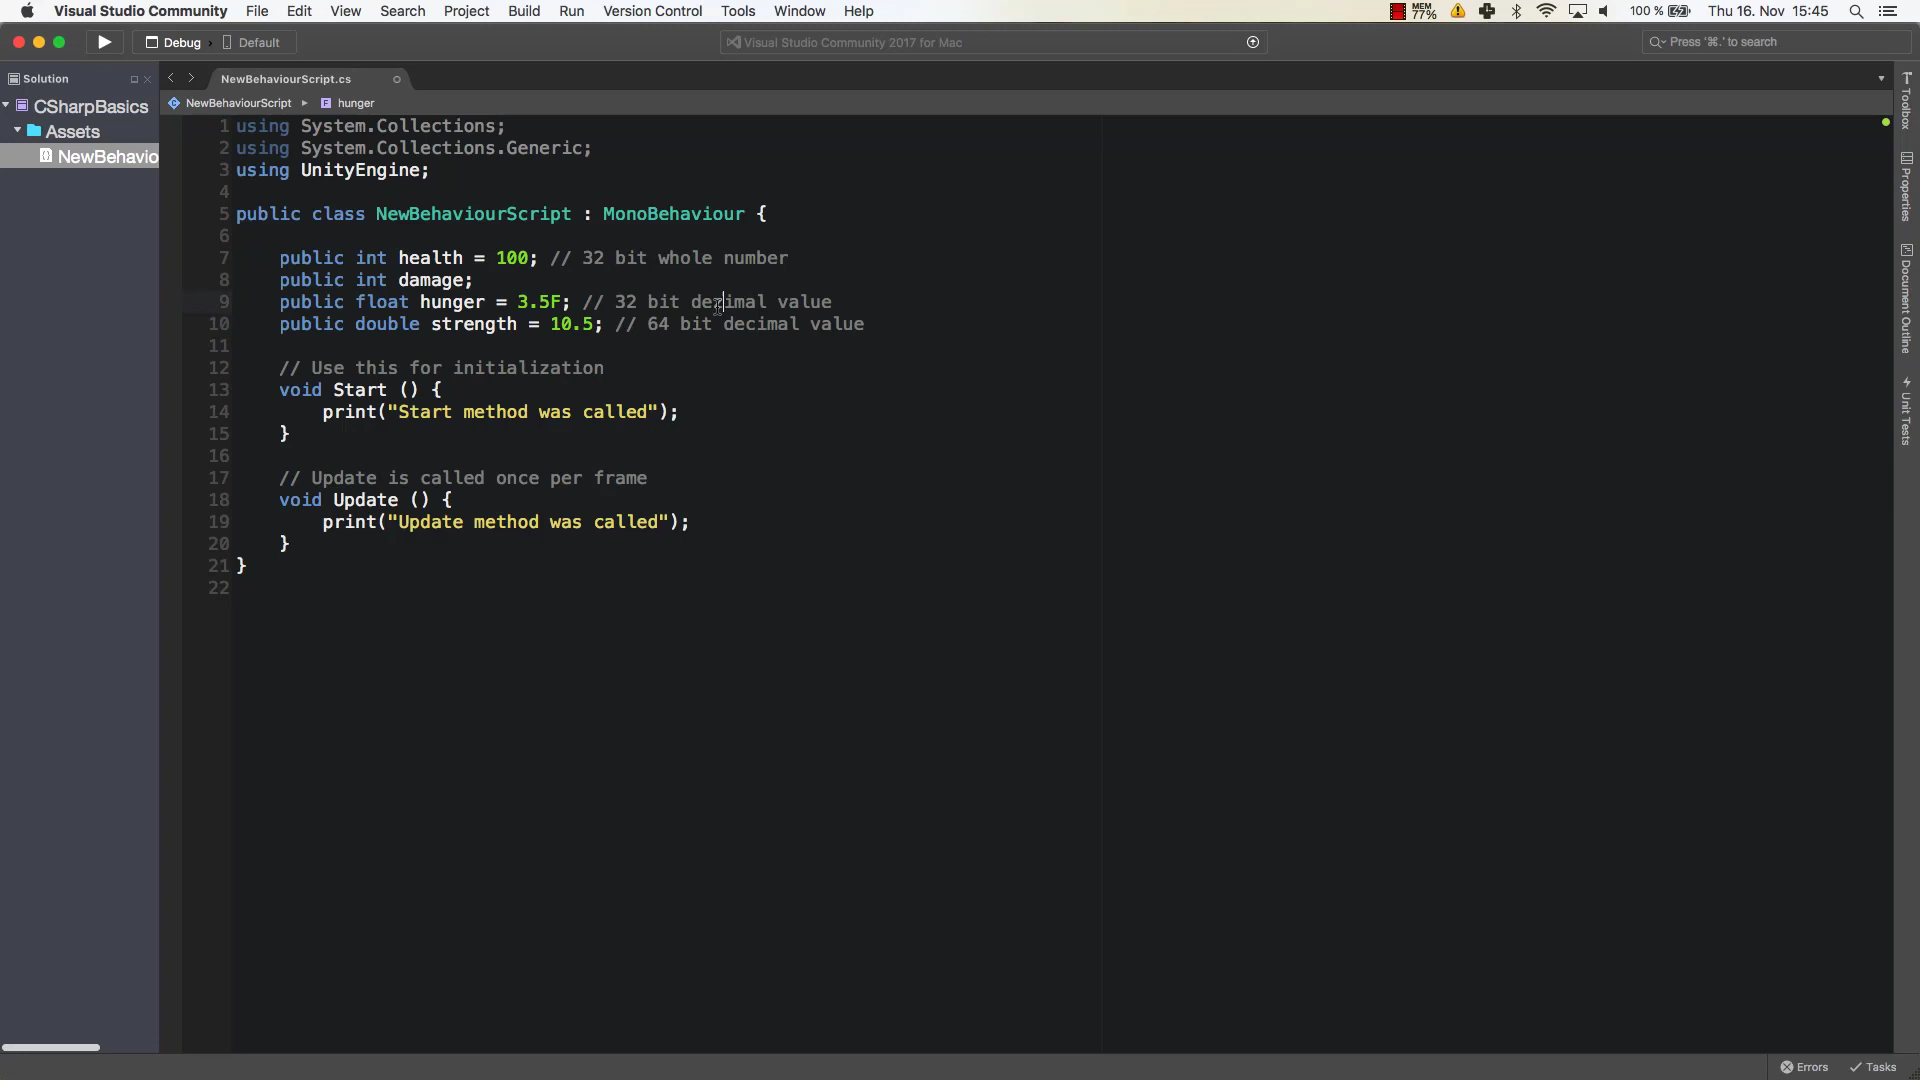 Visual Studio Community File Edit View Search Project Build Run Version Control Tools Window Help MEM 77% 100 % Thu 16. Nov 15:45
Debug › Default Visual Studio Community 2017 for Mac Press '⌘.' to search
Solution
CSharpBasics
Assets
NewBehavio
NewBehaviourScript.cs
NewBehaviourScript ▸ hunger
1 using System.Collections;
2 using System.Collections.Generic;
3 using UnityEngine;
4
5 public class NewBehaviourScript : MonoBehaviour {
6
7 public int health = 100; // 32 bit whole number
8 public int damage;
9 public float hunger = 3.5F; // 32 bit decimal value
10 public double strength = 10.5; // 64 bit decimal value
11
12 // Use this for initialization
13 void Start () {
14 print("Start method was called");
15 }
16
17 // Update is called once per frame
18 void Update () {
19 print("Update method was called");
20 }
21 }
22
Toolbox
Properties
Document Outline
Unit Tests
Errors Tasks